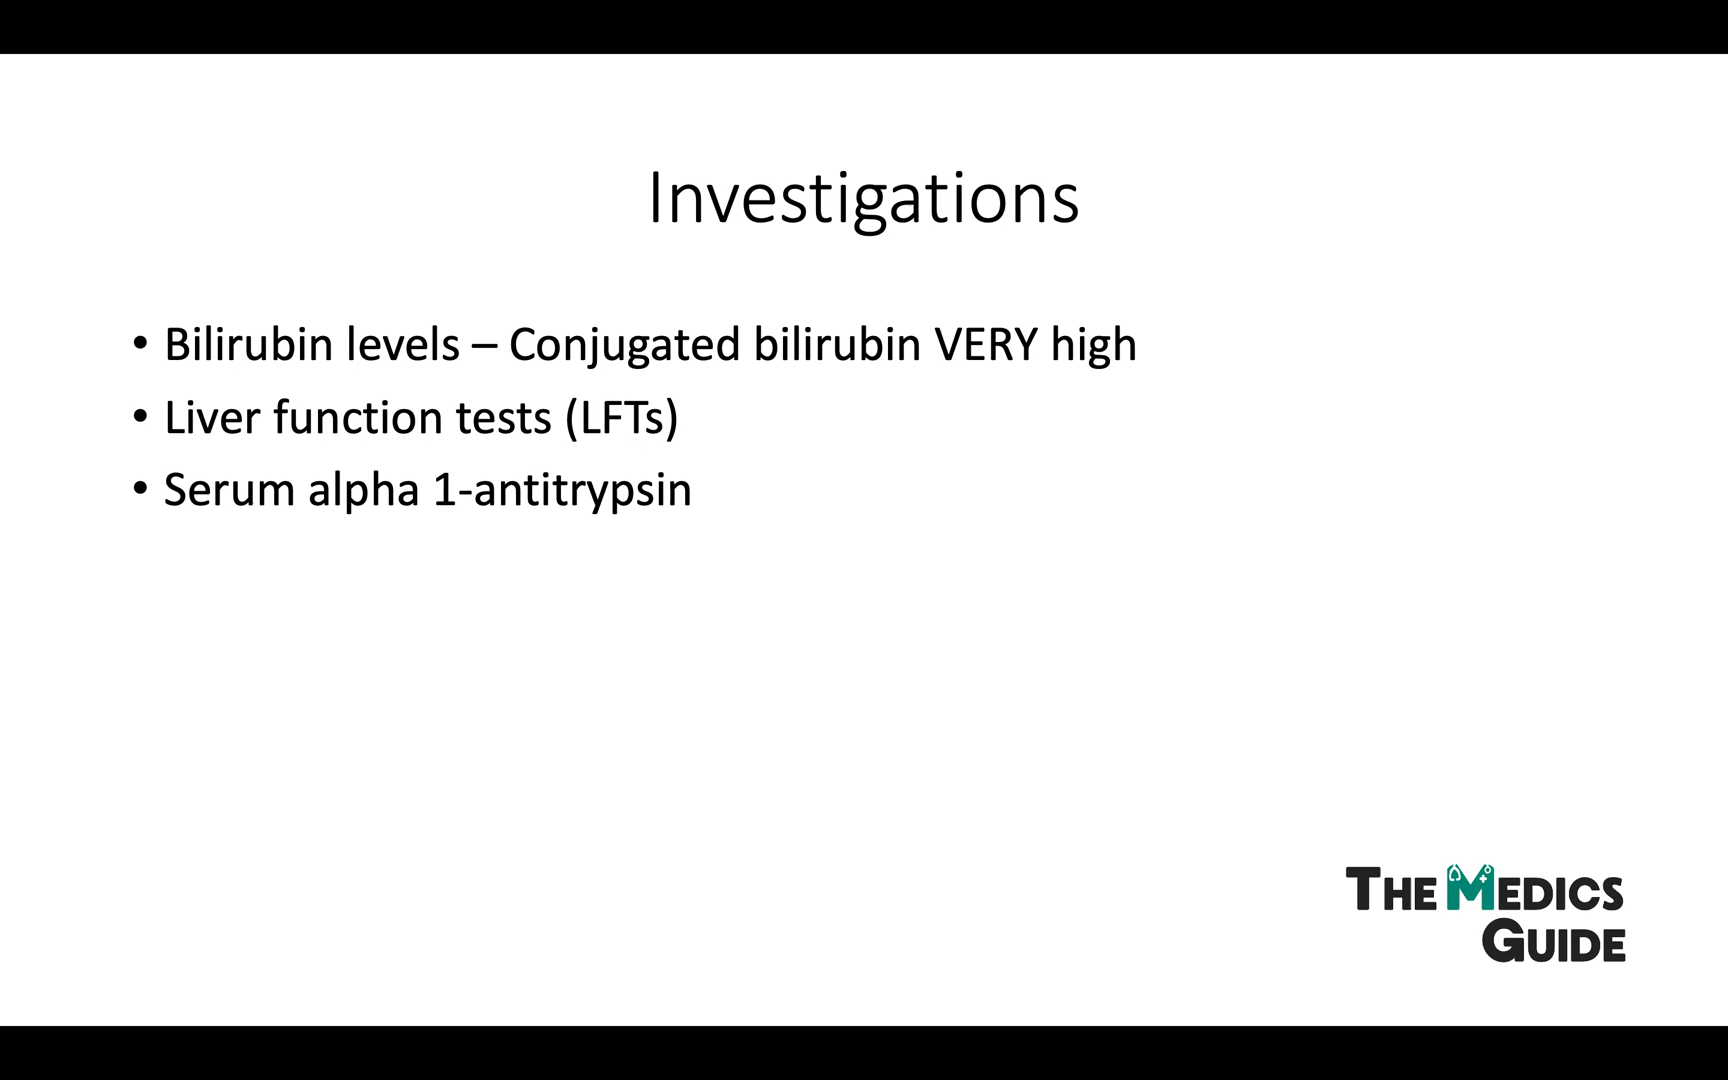 Investigations
• Bilirubin levels – Conjugated bilirubin VERY high
• Liver function tests (LFTs)
• Serum alpha 1-antitrypsin
THE MEDICS
GUIDE